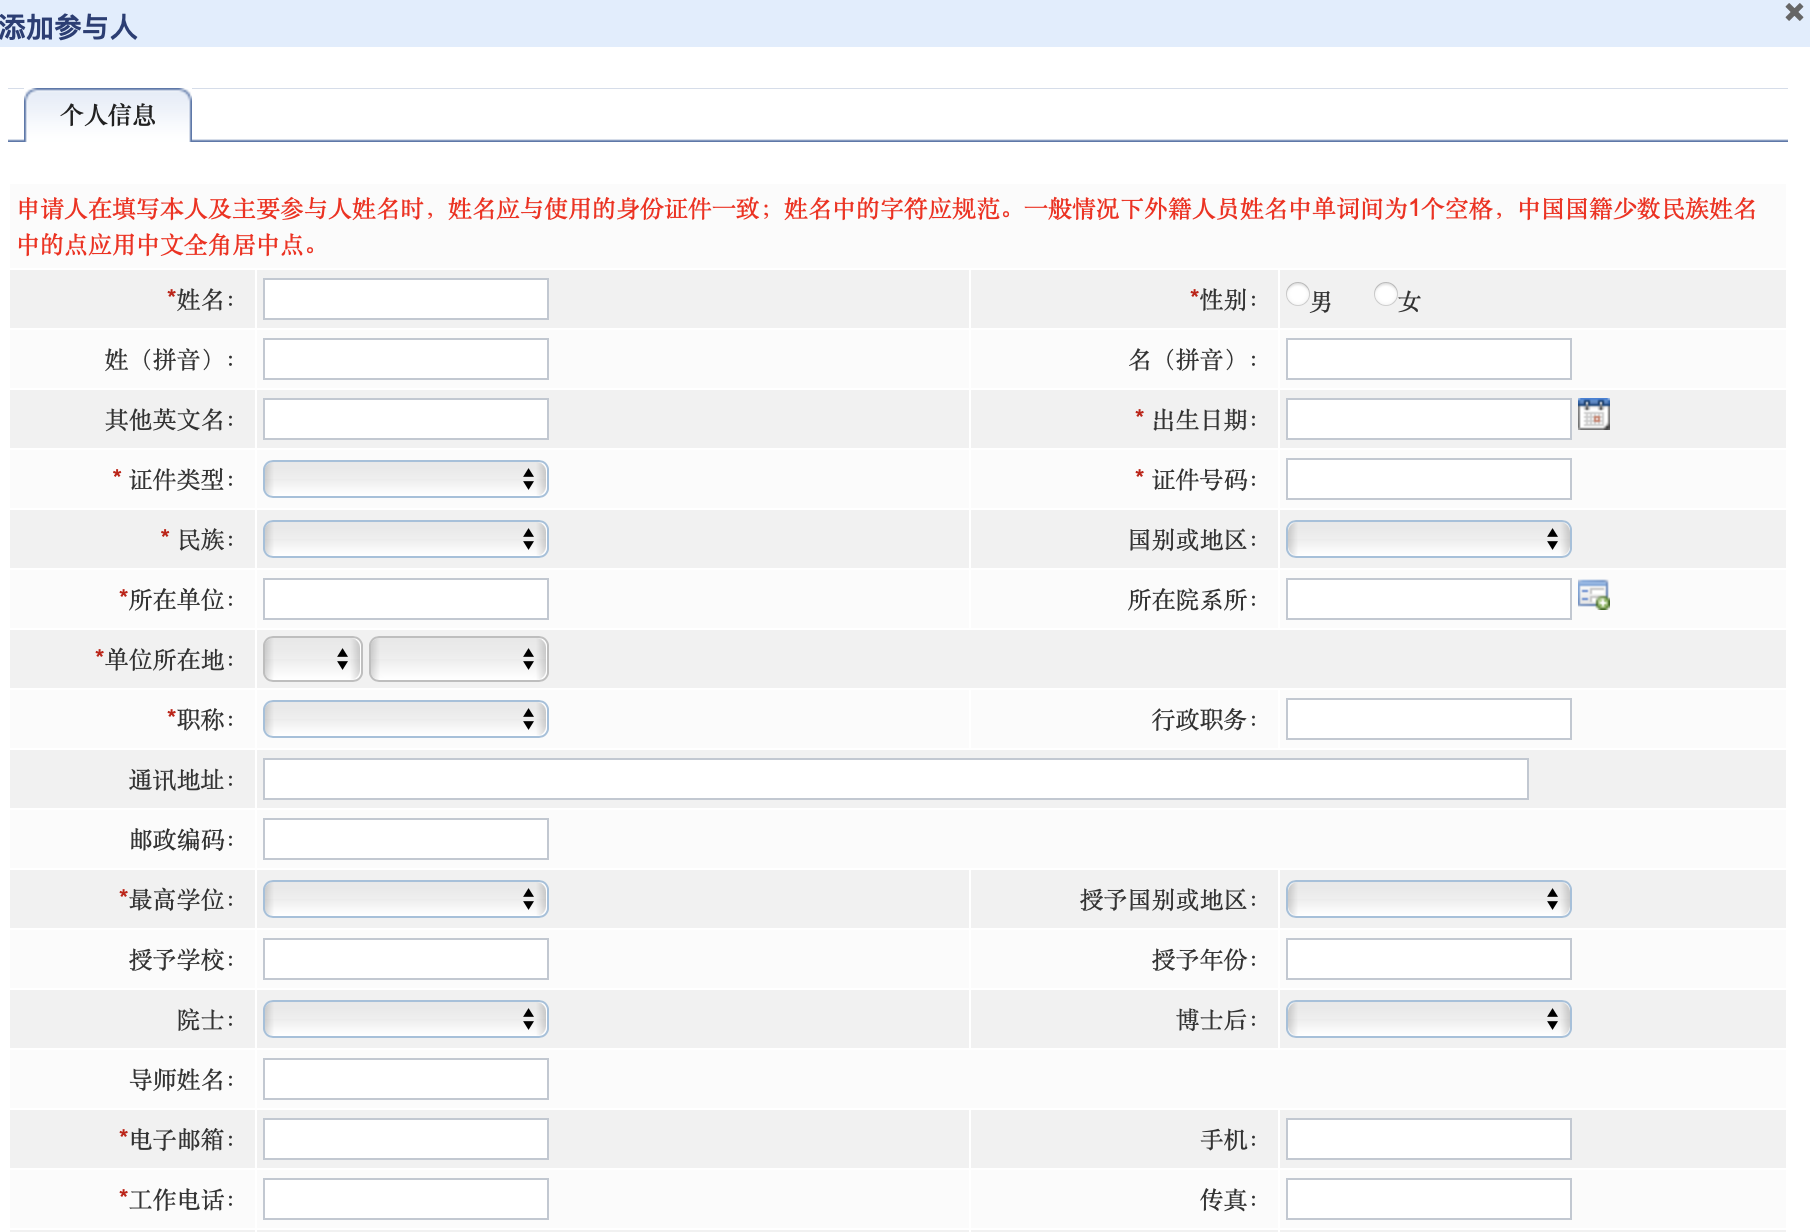 添加参与人
个人信息
申请人在填写本人及主要参与人姓名时，姓名应与使用的身份证件一致；姓名中的字符应规范。一般情况下外籍人员姓名中单词间为1个空格，中国国籍少数民族姓名
中的点应用中文全角居中点。
*姓名： *性别： 男 女
姓（拼音）： 名（拼音）：
其他英文名： * 出生日期：
* 证件类型： * 证件号码：
* 民族： 国别或地区：
*所在单位： 所在院系所：
*单位所在地：
*职称： 行政职务：
通讯地址：
邮政编码：
*最高学位： 授予国别或地区：
授予学校： 授予年份：
院士： 博士后：
导师姓名：
*电子邮箱： 手机：
*工作电话： 传真：